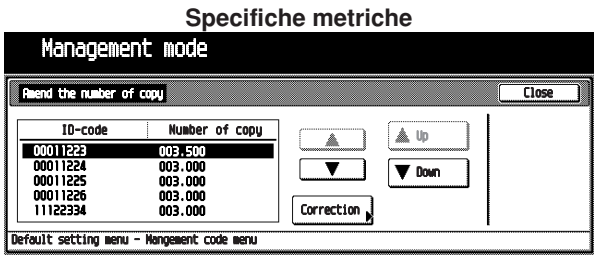 Specifiche metriche
Management mode
Amend the number of copy
Close
ID-code Number of copy
00011223 003.500
00011224 003.000
00011225 003.000
00011226 003.000
11122334 003.000
Up
Down
Correction
Default setting menu - Mangement code menu